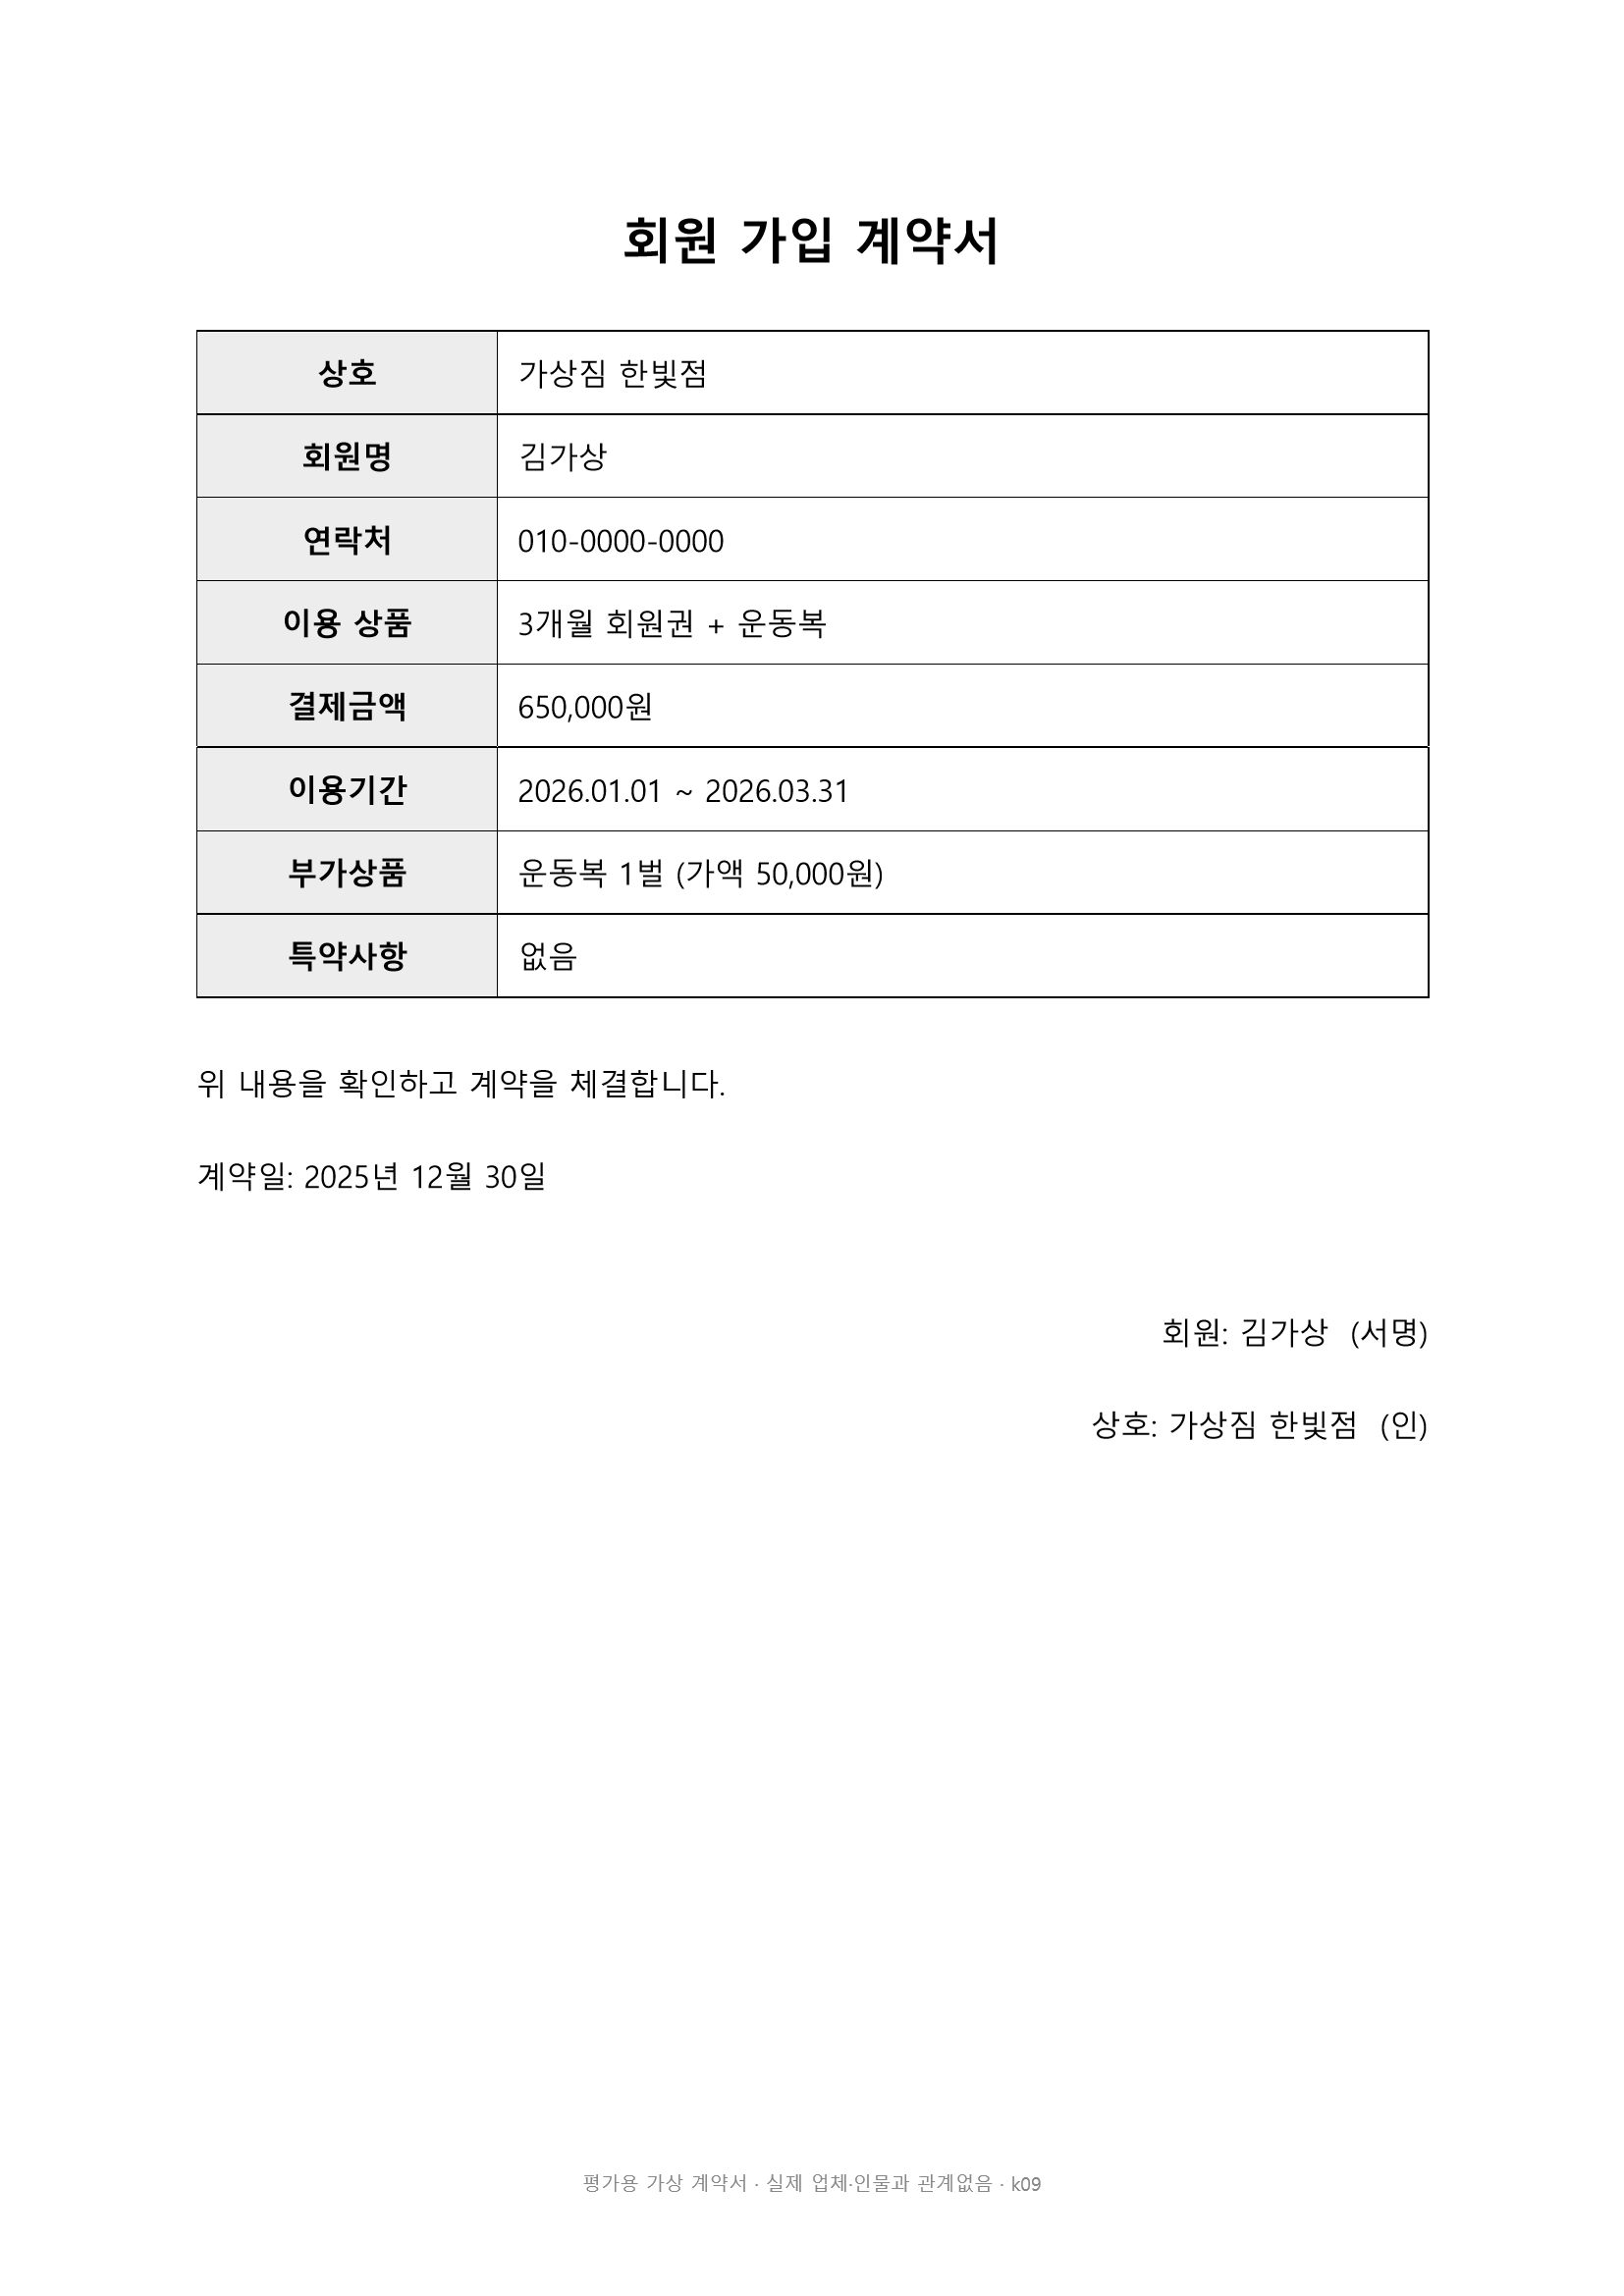 회원 가입 계약서
상호 가상짐 한빛점
회원명 김가상
연락처 010-0000-0000
이용 상품 3개월 회원권 + 운동복
결제금액 650,000원
이용기간 2026.01.01 ~ 2026.03.31
부가상품 운동복 1벌 (가액 50,000원)
특약사항 없음
위 내용을 확인하고 계약을 체결합니다.
계약일: 2025년 12월 30일
회원: 김가상 (서명)
상호: 가상짐 한빛점 (인)
평가용 가상 계약서 · 실제 업체·인물과 관계없음 · k09